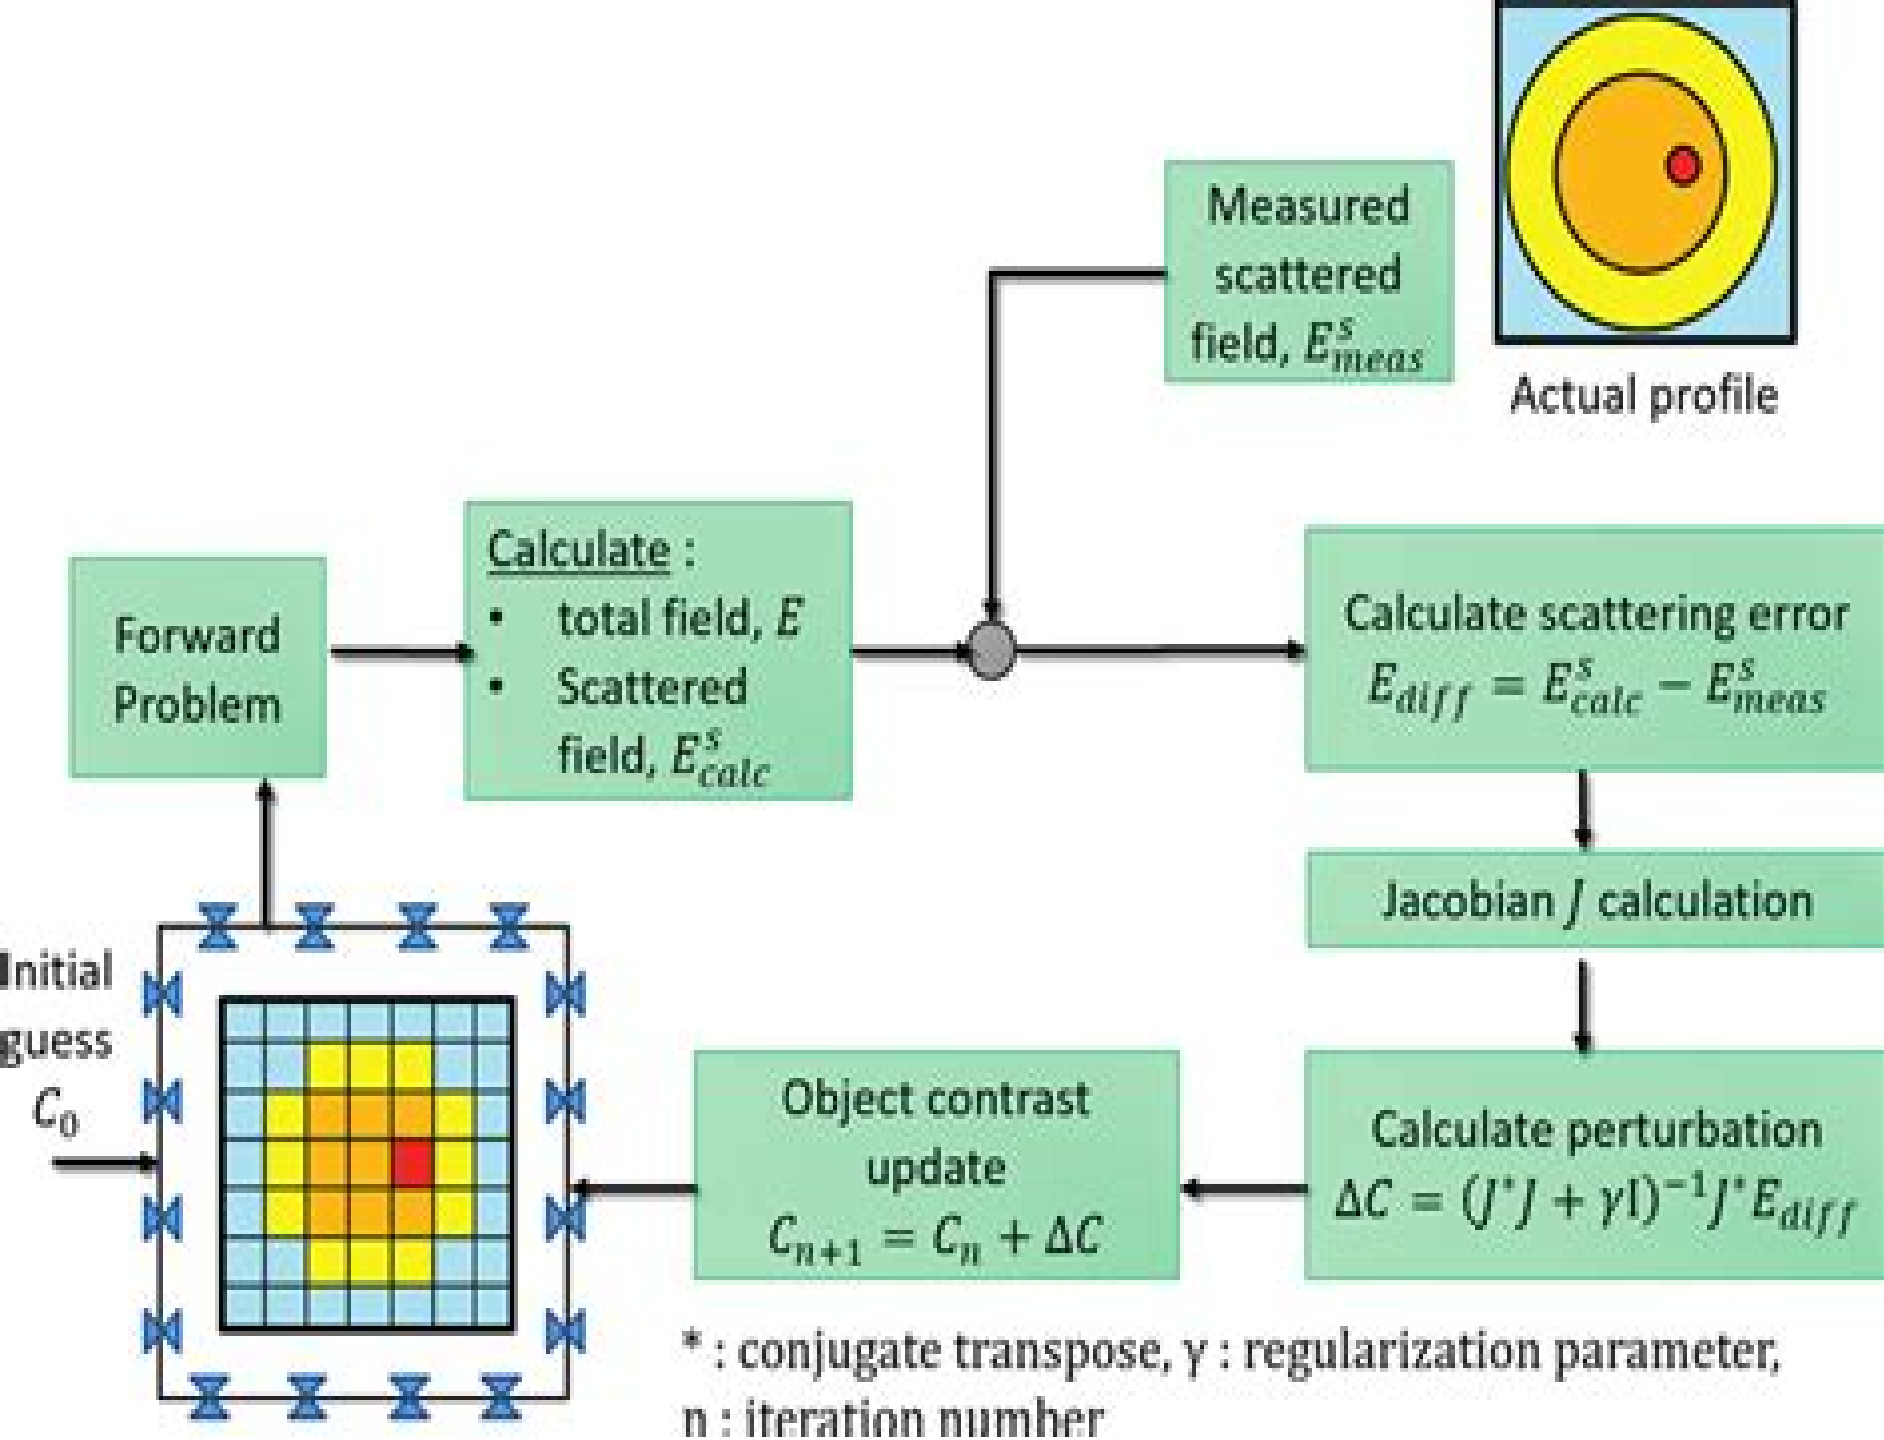 Measured
scattered
field, E^s_meas
Actual profile
Calculate :
• total field, E
• Scattered
field, E^s_calc
Forward
Problem
Calculate scattering error
E_diff = E^s_calc − E^s_meas
Jacobian J calculation
Initial
guess
C_0
Object contrast
update
C_{n+1} = C_n + ΔC
Calculate perturbation
ΔC = (J*J + γI)^{−1}J*E_diff
* : conjugate transpose, γ : regularization parameter,
n : iteration number